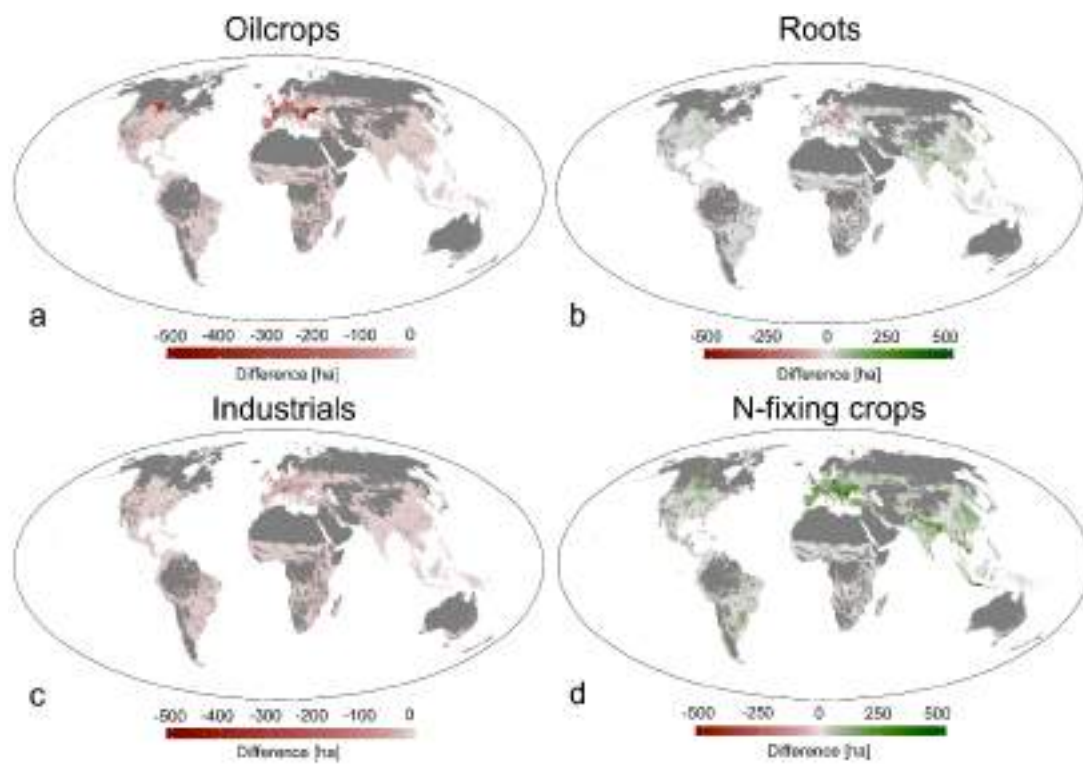 Oilcrops
Roots
a
-500 -400 -300 -200 -100 0
Difference [ha]
b
-500 -250 0 250 500
Difference [ha]
Industrials
N-fixing crops
c
-500 -400 -300 -200 -100 0
Difference [ha]
d
-500 -250 0 250 500
Difference [ha]